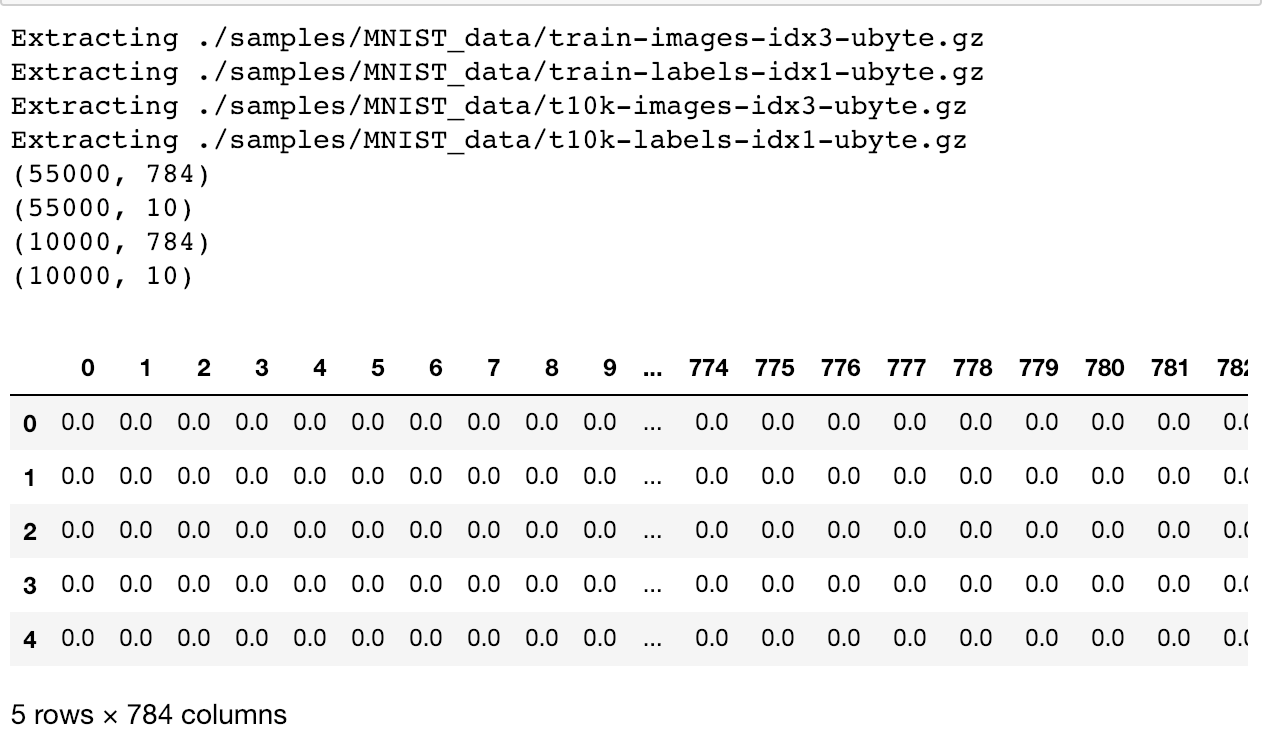 Extracting ./samples/MNIST_data/train-images-idx3-ubyte.gz
Extracting ./samples/MNIST_data/train-labels-idx1-ubyte.gz
Extracting ./samples/MNIST_data/t10k-images-idx3-ubyte.gz
Extracting ./samples/MNIST_data/t10k-labels-idx1-ubyte.gz
(55000, 784)
(55000, 10)
(10000, 784)
(10000, 10)
0 1 2 3 4 5 6 7 8 9 ... 774 775 776 777 778 779 780 781 782
0 0.0 0.0 0.0 0.0 0.0 0.0 0.0 0.0 0.0 0.0 ... 0.0 0.0 0.0 0.0 0.0 0.0 0.0 0.0
1 0.0 0.0 0.0 0.0 0.0 0.0 0.0 0.0 0.0 0.0 ... 0.0 0.0 0.0 0.0 0.0 0.0 0.0 0.0
2 0.0 0.0 0.0 0.0 0.0 0.0 0.0 0.0 0.0 0.0 ... 0.0 0.0 0.0 0.0 0.0 0.0 0.0 0.0
3 0.0 0.0 0.0 0.0 0.0 0.0 0.0 0.0 0.0 0.0 ... 0.0 0.0 0.0 0.0 0.0 0.0 0.0 0.0
4 0.0 0.0 0.0 0.0 0.0 0.0 0.0 0.0 0.0 0.0 ... 0.0 0.0 0.0 0.0 0.0 0.0 0.0 0.0
5 rows × 784 columns